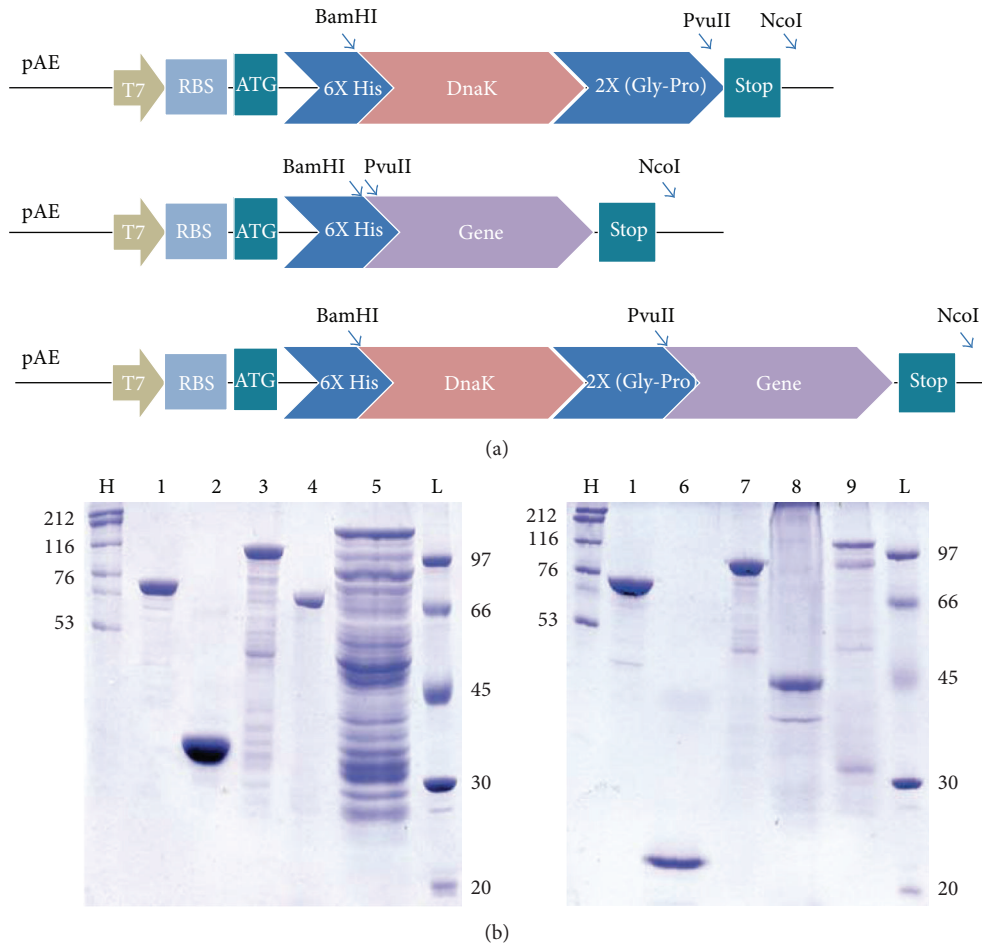 BamHI PvuII NcoI
pAE T7 RBS ATG 6X His DnaK 2X (Gly-Pro) Stop
BamHI PvuII NcoI
pAE T7 RBS ATG 6X His Gene Stop
BamHI PvuII NcoI
pAE T7 RBS ATG 6X His DnaK 2X (Gly-Pro) Gene Stop
(a)
H 1 2 3 4 5 L
212
116
76
53
97
66
45
30
20
H 1 6 7 8 9 L
212
116
76
53
97
66
45
30
20
(b)